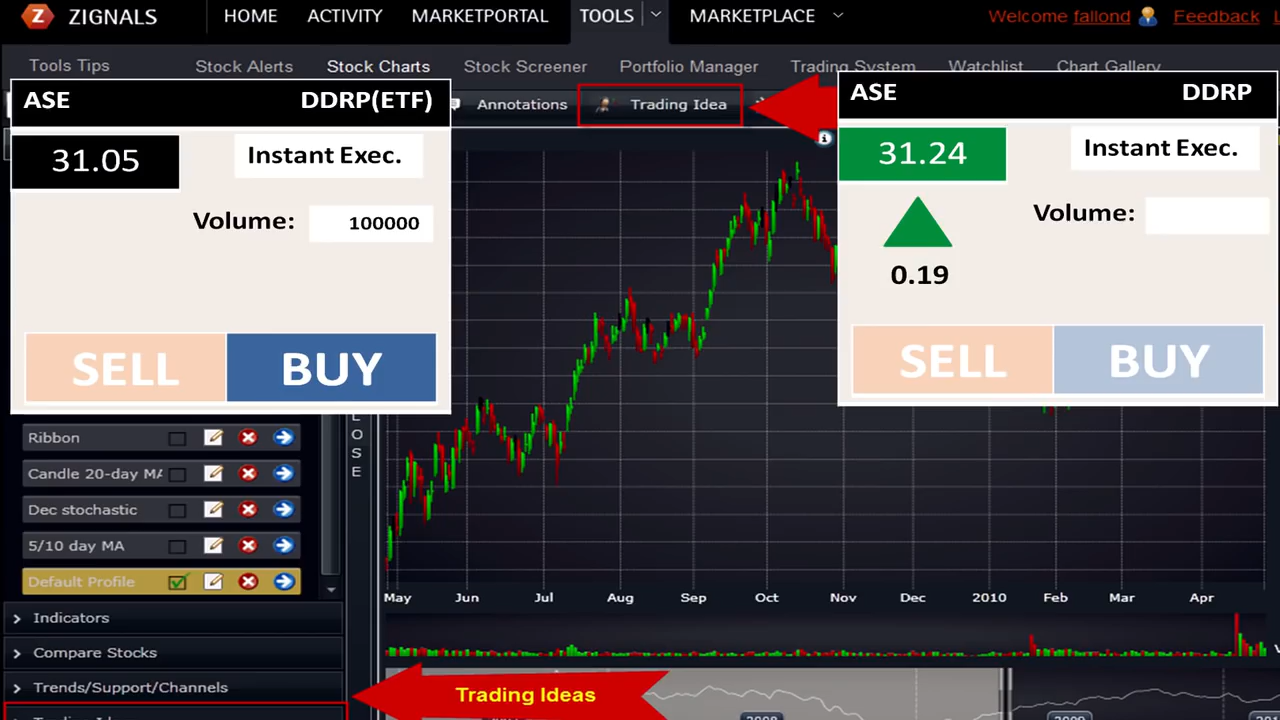 ZIGNALS HOME ACTIVITY MARKETPORTAL TOOLS MARKETPLACE Welcome fallond Feedback
Tools Tips Stock Alerts Stock Charts Stock Screener Portfolio Manager Trading System Watchlist Chart Gallery
Annotations Trading Idea
ASE DDRP(ETF)
31.05 Instant Exec.
Volume: 100000
SELL BUY
ASE DDRP
31.24 Instant Exec.
Volume:
0.19
SELL BUY
L
O
S
E
Ribbon
Candle 20-day MA
Dec stochastic
5/10 day MA
Default Profile
Indicators
Compare Stocks
Trends/Support/Channels
May Jun Jul Aug Sep Oct Nov Dec 2010 Feb Mar Apr
Trading Ideas